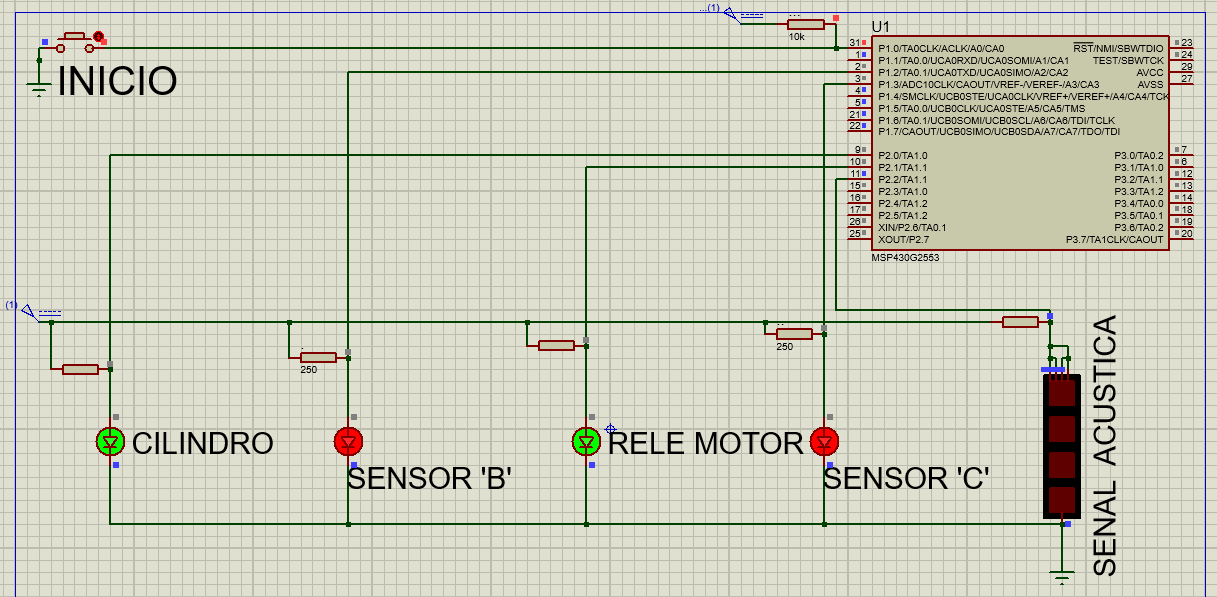 ...(1)
10k
U1
INICIO
31 P1.0/TA0CLK/ACLK/A0/CA0 RST/NMI/SBWTDIO 23
1 P1.1/TA0.0/UCA0RXD/UCA0SOMI/A1/CA1 TEST/SBWTCK 24
2 P1.2/TA0.1/UCA0TXD/UCA0SIMO/A2/CA2 AVCC 29
3 P1.3/ADC10CLK/CAOUT/VREF-/VEREF-/A3/CA3 AVSS 27
4 P1.4/SMCLK/UCB0STE/UCA0CLK/VREF+/VEREF+/A4/CA4/TCK
5 P1.5/TA0.0/UCB0CLK/UCA0STE/A5/CA5/TMS
21 P1.6/TA0.1/UCB0SOMI/UCB0SCL/A6/CA6/TDI/TCLK
22 P1.7/CAOUT/UCB0SIMO/UCB0SDA/A7/CA7/TDO/TDI
9 P2.0/TA1.0 P3.0/TA0.2 7
10 P2.1/TA1.1 P3.1/TA1.0 6
11 P2.2/TA1.1 P3.2/TA1.1 12
15 P2.3/TA1.0 P3.3/TA1.2 13
16 P2.4/TA1.2 P3.4/TA0.0 14
17 P2.5/TA1.2 P3.5/TA0.1 18
26 XIN/P2.6/TA0.1 P3.6/TA0.2 19
25 XOUT/P2.7 P3.7/TA1CLK/CAOUT 20
MSP430G2553
(1)
250
250
CILINDRO
SENSOR 'B'
RELE MOTOR
SENSOR 'C'
SENAL ACUSTICA